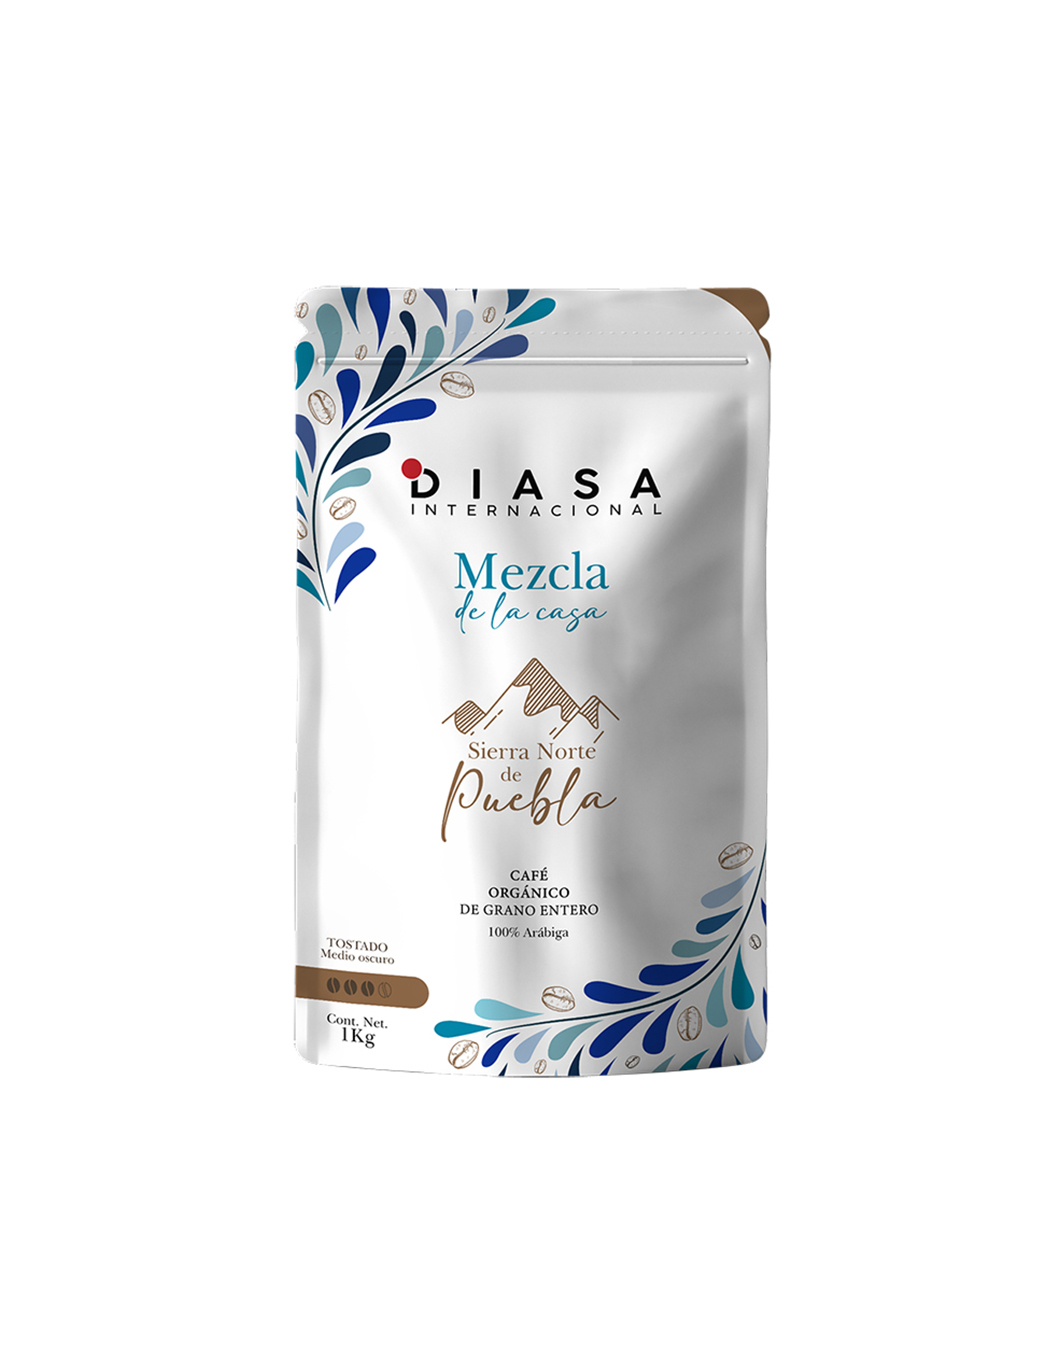 DIASA
INTERNACIONAL
Mezcla
de la casa
Sierra Norte
de
Puebla
CAFÉ
ORGÁNICO
DE GRANO ENTERO
100% Arábiga
TOSTADO
Medio oscuro
Cont. Net.
1Kg